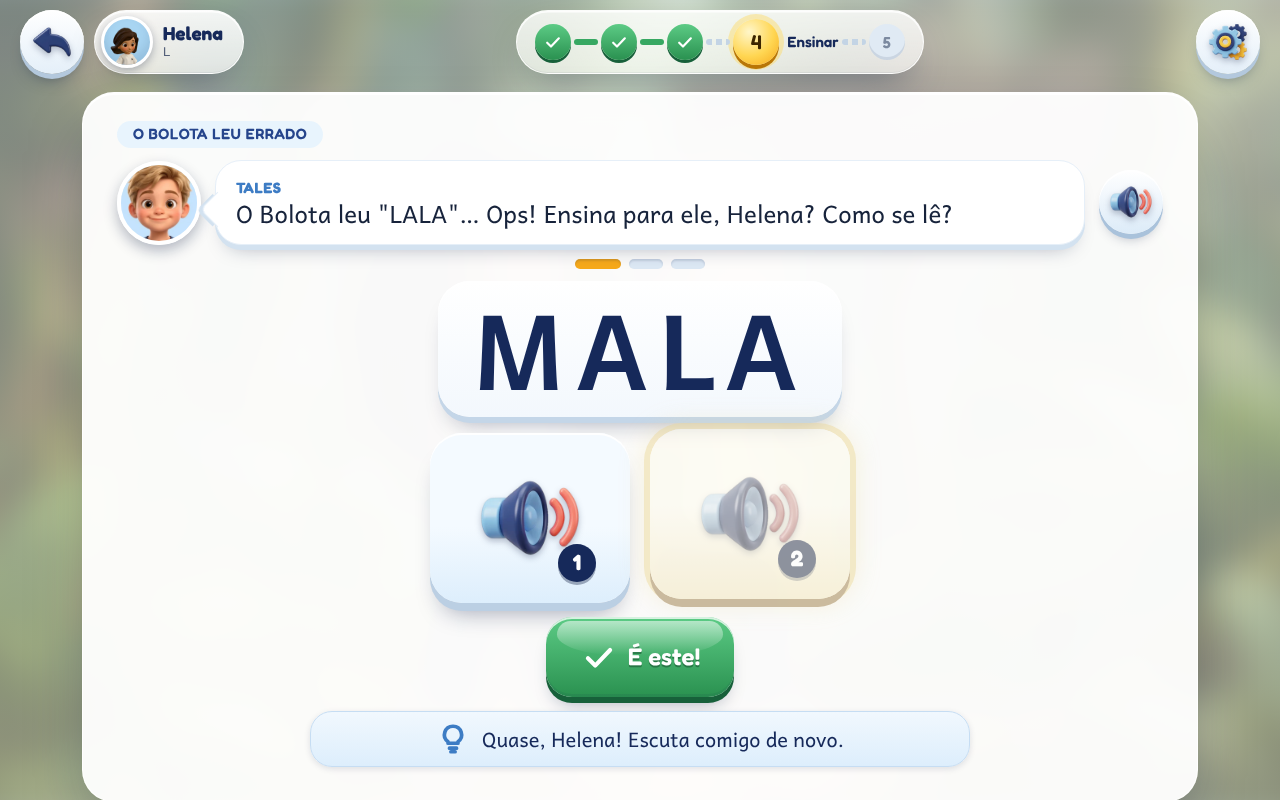 Helena
L
4
Ensinar
5
O BOLOTA LEU ERRADO
TALES
O Bolota leu "LALA"... Ops! Ensina para ele, Helena? Como se lê?
MALA
1
2
É este!
Quase, Helena! Escuta comigo de novo.